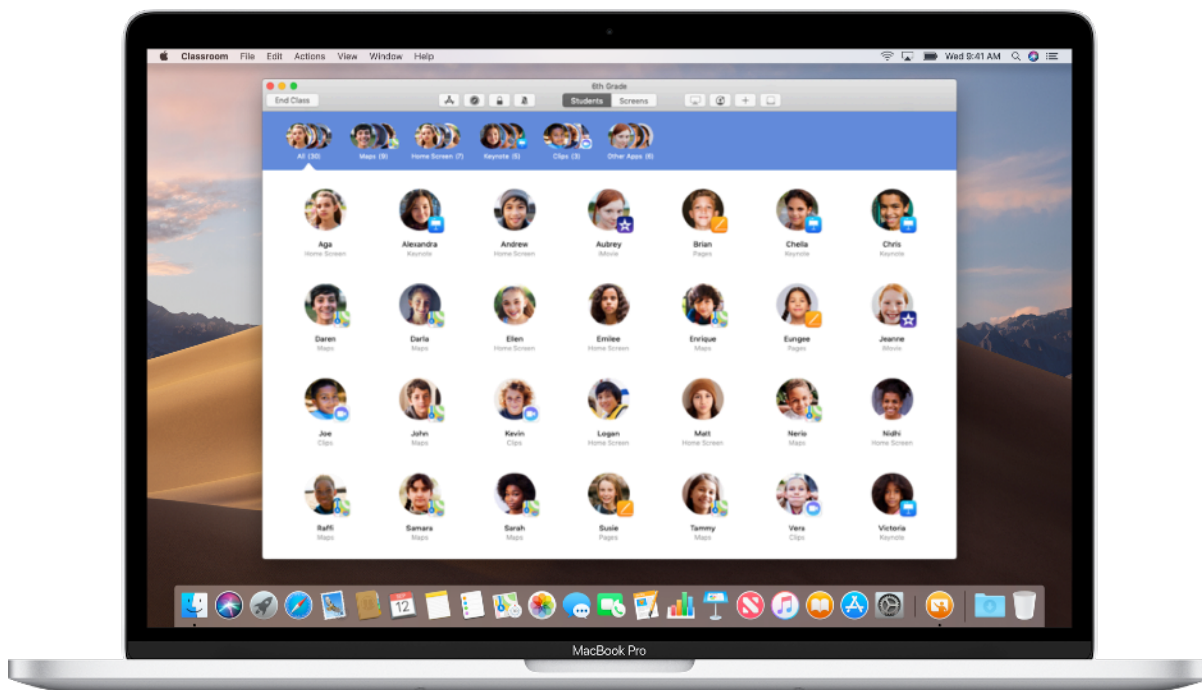 Classroom File Edit Actions View Window Help Wed 9:41 AM
6th Grade
End Class Students Screens
All (30) Maps (9) Home Screen (7) Keynote (5) Clips (3) Other Apps (6)
Aga Alexandra Andrew Aubrey Brian Chella Chris
Home Screen Keynote Home Screen iMovie Pages Keynote Keynote
Daren Darla Ellen Emilee Enrique Eungee Jeanne
Maps Maps Home Screen Home Screen Maps Pages iMovie
Joe John Kevin Logan Matt Nerio Nidhi
Clips Maps Clips Home Screen Home Screen Maps Home Screen
Raffi Samara Sarah Susie Tammy Vera Victoria
Maps Maps Maps Pages Maps Clips Keynote
12
MacBook Pro